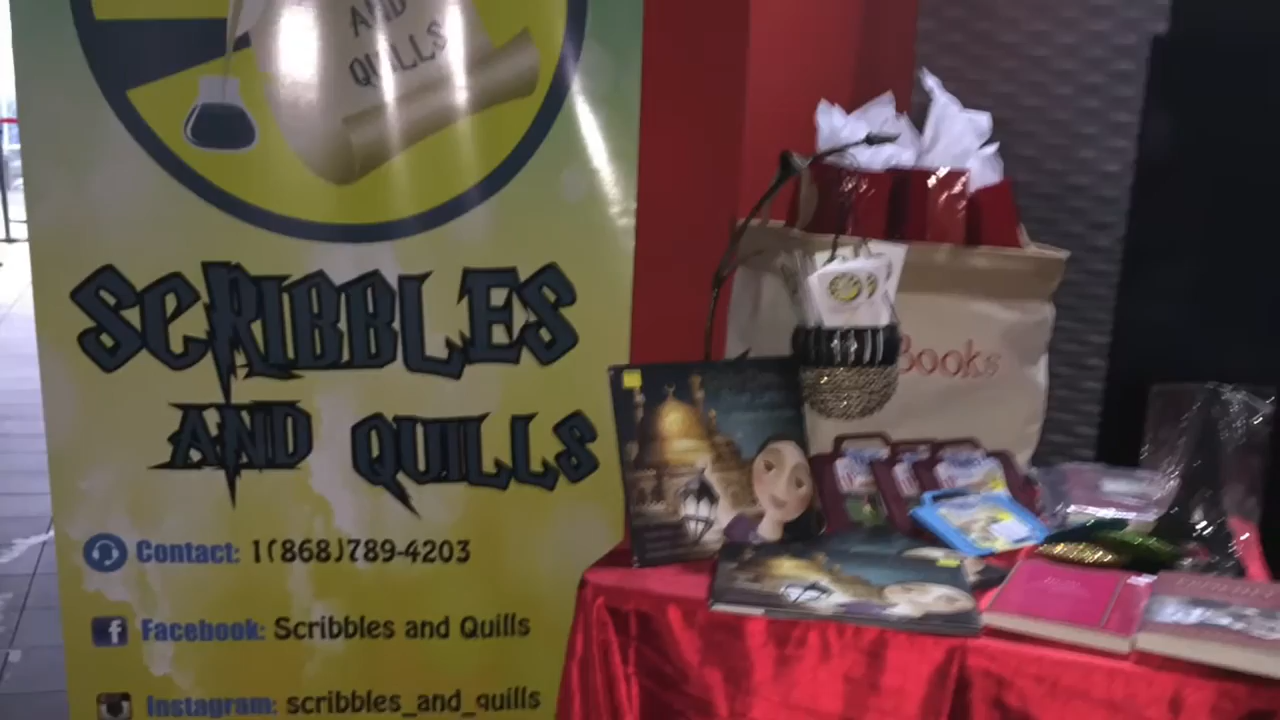 AND
QUILLS
SCRIBBLES
AND QUILLS
Contact: 1(868)789-4203
Facebook: Scribbles and Quills
Instagram: scribbles_and_quills
Books